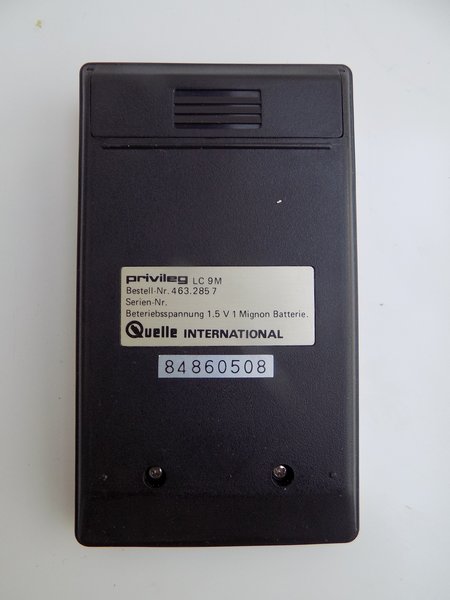 privileg LC 9M
Bestell-Nr. 463.285 7
Serien-Nr.
Beteriebsspannung 1.5 V 1 Mignon Batterie.
Quelle INTERNATIONAL
84860508